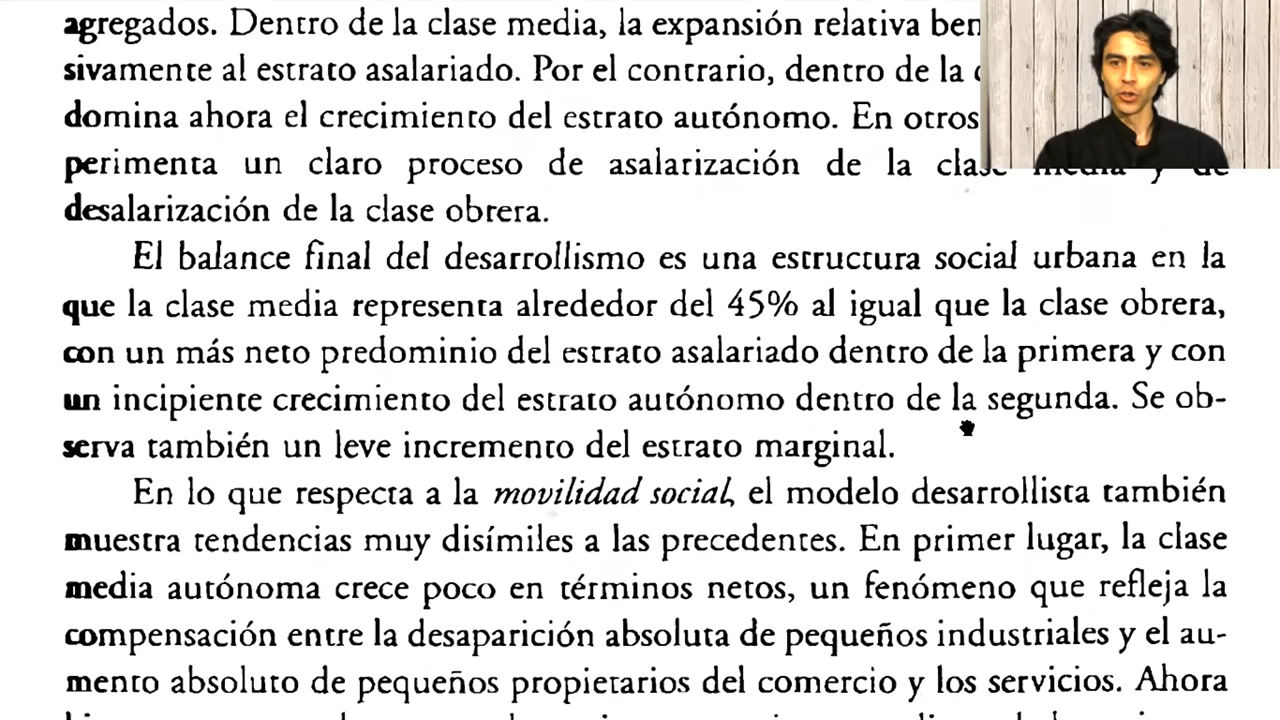 agregados. Dentro de la clase media, la expansión relativa
sivamente al estrato asalariado. Por el contrario, dentro de la
domina ahora el crecimiento del estrato autónomo. En otros
perimenta un claro proceso de asalarización de la clase media y de
desalarización de la clase obrera.
El balance final del desarrollismo es una estructura social urbana en la
que la clase media representa alrededor del 45% al igual que la clase obrera,
con un más neto predominio del estrato asalariado dentro de la primera y con
un incipiente crecimiento del estrato autónomo dentro de la segunda. Se ob-
serva también un leve incremento del estrato marginal.
En lo que respecta a la movilidad social, el modelo desarrollista también
muestra tendencias muy disímiles a las precedentes. En primer lugar, la clase
media autónoma crece poco en términos netos, un fenómeno que refleja la
compensación entre la desaparición absoluta de pequeños industriales y el au-
mento absoluto de pequeños propietarios del comercio y los servicios. Ahora